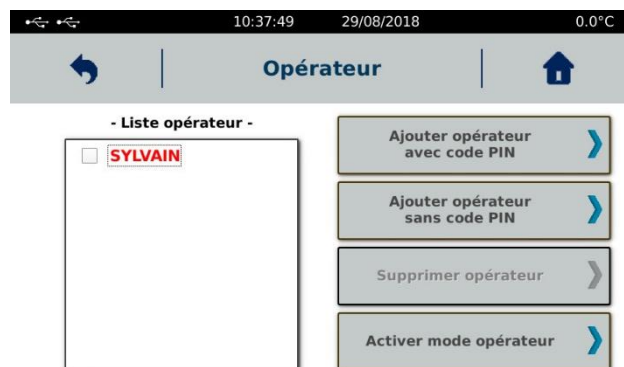 10:37:49 29/08/2018 0.0°C
Opérateur
- Liste opérateur -
SYLVAIN
Ajouter opérateur
avec code PIN
Ajouter opérateur
sans code PIN
Supprimer opérateur
Activer mode opérateur